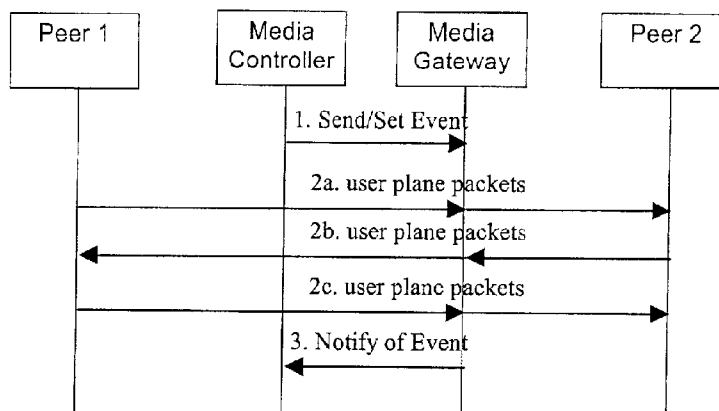 Peer 1
Media
Controller
Media
Gateway
Peer 2
1. Send/Set Event
2a. user plane packets
2b. user plane packets
2c. user plane packets
3. Notify of Event